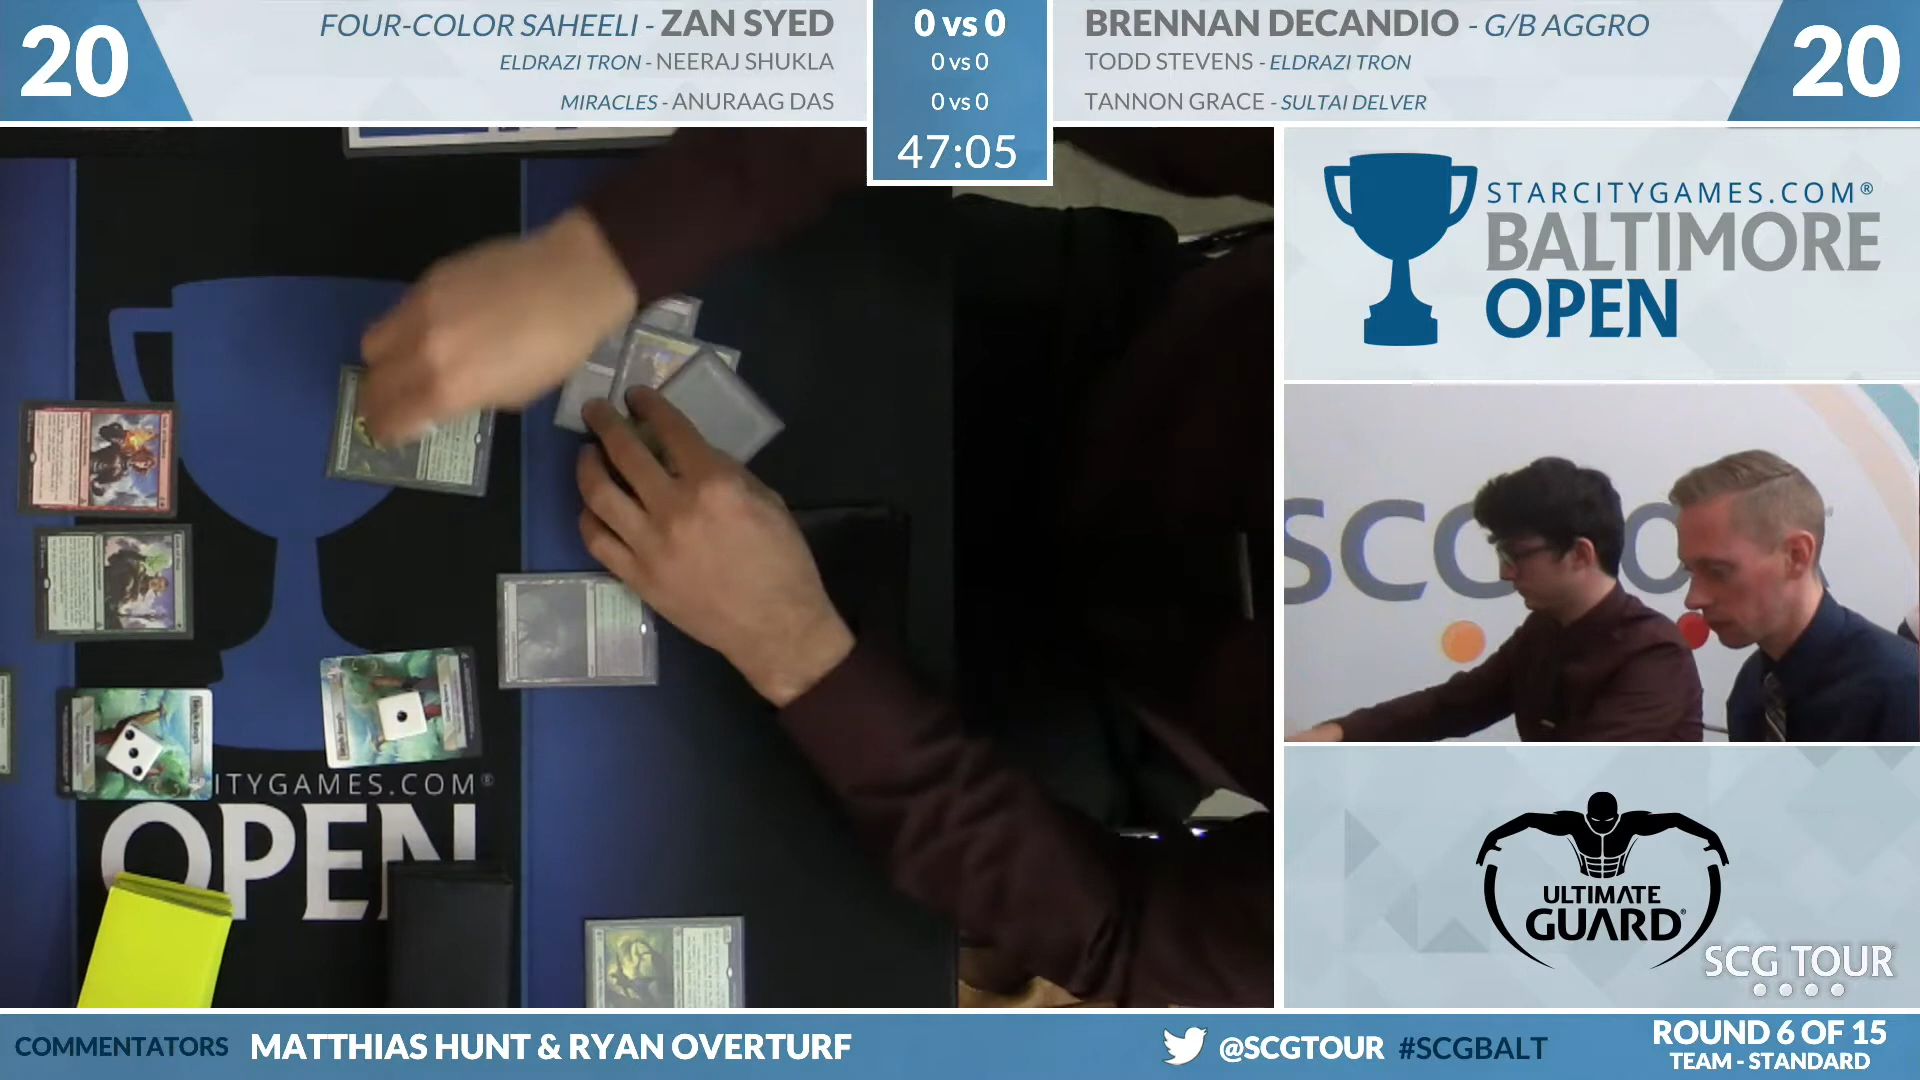 20
FOUR-COLOR SAHEELI - ZAN SYED
ELDRAZI TRON - NEERAJ SHUKLA
MIRACLES - ANURAAG DAS
0 vs 0
0 vs 0
0 vs 0
47:05
BRENNAN DECANDIO - G/B AGGRO
TODD STEVENS - ELDRAZI TRON
TANNON GRACE - SULTAI DELVER
20
STARCITYGAMES.COM®
BALTIMORE
OPEN
SCG
CITYGAMES.COM®
OPEN
ULTIMATE
GUARD®
SCG TOUR
COMMENTATORS MATTHIAS HUNT & RYAN OVERTURF
@SCGTOUR #SCGBALT
ROUND 6 OF 15
TEAM - STANDARD